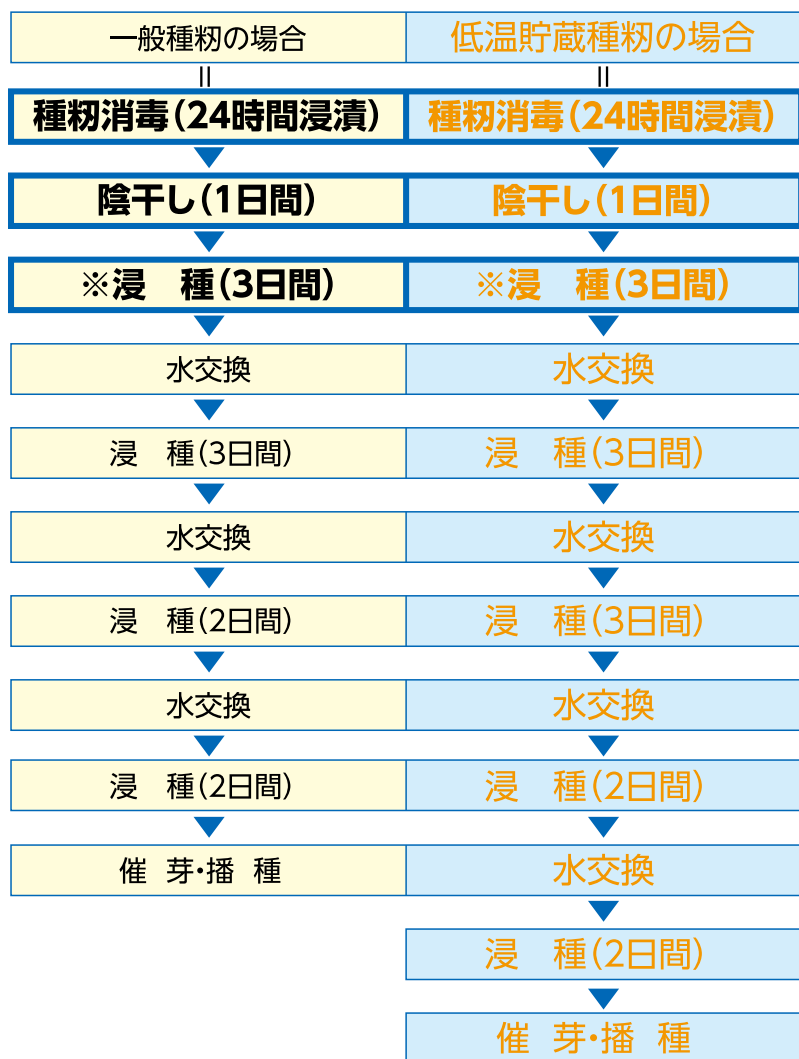 一般種籾の場合
低温貯蔵種籾の場合
種籾消毒(24時間浸漬)
種籾消毒(24時間浸漬)
陰干し(1日間)
陰干し(1日間)
※浸　種(3日間)
※浸　種(3日間)
水交換
水交換
浸　種(3日間)
浸　種(3日間)
水交換
水交換
浸　種(2日間)
浸　種(3日間)
水交換
水交換
浸　種(2日間)
浸　種(2日間)
催　芽・播　種
水交換
浸　種(2日間)
催　芽・播　種